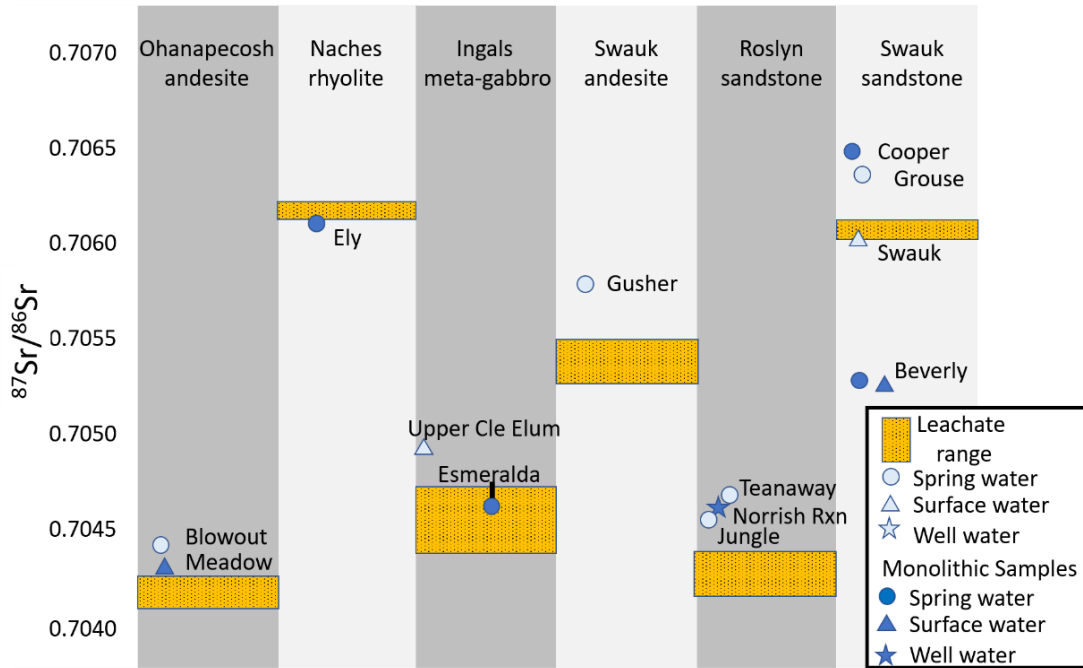 Ohanapecosh
andesite
Naches
rhyolite
Ingals
meta-gabbro
Swauk
andesite
Roslyn
sandstone
Swauk
sandstone
0.7070
0.7065
0.7060
0.7055
0.7050
0.7045
0.7040
⁸⁷Sr/⁸⁶Sr
Blowout
Meadow
Ely
Upper Cle Elum
Esmeralda
Gusher
Teanaway
Norrish Rxn
Jungle
Cooper
Grouse
Swauk
Beverly
Leachate
range
Spring water
Surface water
Well water
Monolithic Samples
Spring water
Surface water
Well water